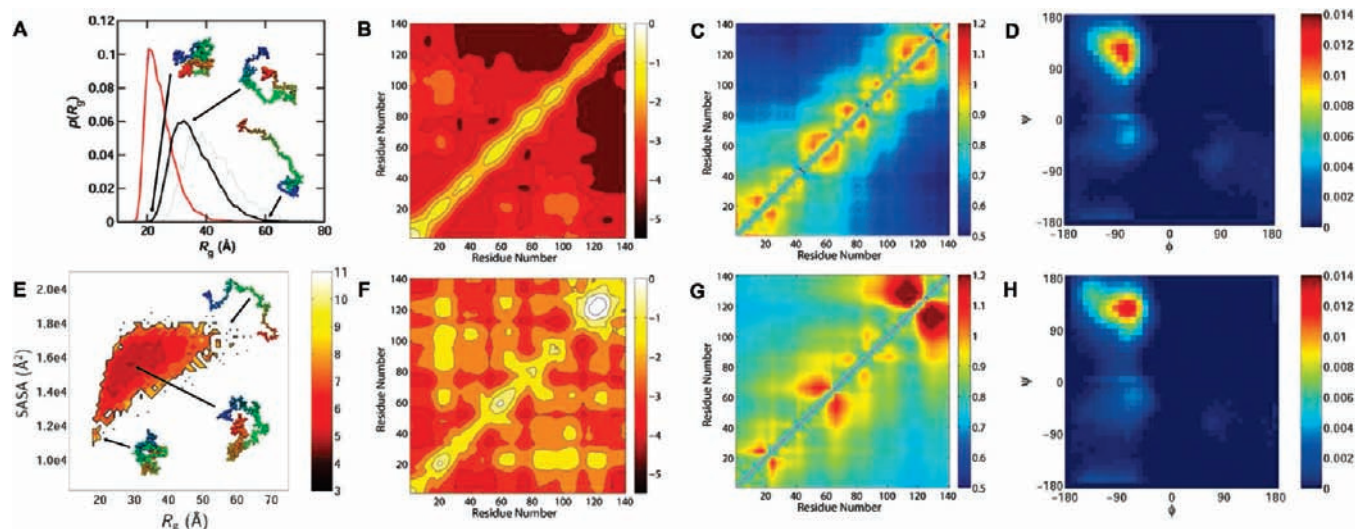 A
p(Rg)
0.12
0.1
0.08
0.06
0.04
0.02
0
20 40 60 80
Rg (Å)
B
Residue Number
140
120
100
80
60
40
20
20 40 60 80 100 120 140
Residue Number
0
-1
-2
-3
-4
-5
C
Residue Number
140
120
100
80
60
40
20
20 40 60 80 100 120 140
Residue Number
1.2
1.1
1
0.9
0.8
0.7
0.6
0.5
D
ψ
180
90
0
-90
-180
-180 -90 0 90 180
ϕ
0.014
0.012
0.01
0.008
0.006
0.004
0.002
0
E
SASA (Å2)
2.0e4
1.8e4
1.6e4
1.4e4
1.2e4
1.0e4
20 30 40 50 60 70
Rg (Å)
11
10
9
8
7
6
5
4
3
F
Residue Number
140
120
100
80
60
40
20
20 40 60 80 100 120 140
Residue Number
0
-1
-2
-3
-4
-5
G
Residue Number
140
120
100
80
60
40
20
20 40 60 80 100 120 140
Residue Number
1.2
1.1
1
0.9
0.8
0.7
0.6
0.5
H
ψ
180
90
0
-90
-180
-180 -90 0 90 180
ϕ
0.014
0.012
0.01
0.008
0.006
0.004
0.002
0